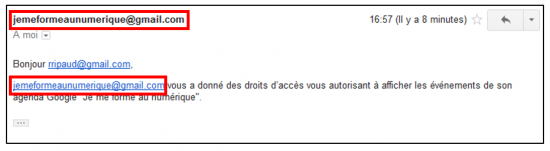 jemeformeaunumerique@gmail.com 16:57 (Il y a 8 minutes)
À moi
Bonjour rripaud@gmail.com,
jemeformeaunumerique@gmail.com vous a donné des droits d'accès vous autorisant à afficher les événements de son
agenda Google "Je me forme au numérique".